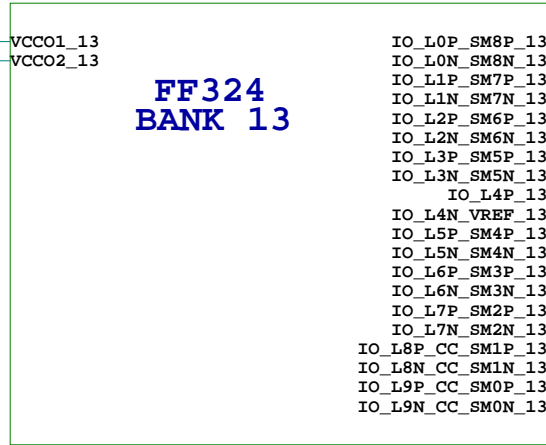 VCCO1_13
VCCO2_13
FF324
BANK 13
IO_L0P_SM8P_13
IO_L0N_SM8N_13
IO_L1P_SM7P_13
IO_L1N_SM7N_13
IO_L2P_SM6P_13
IO_L2N_SM6N_13
IO_L3P_SM5P_13
IO_L3N_SM5N_13
IO_L4P_13
IO_L4N_VREF_13
IO_L5P_SM4P_13
IO_L5N_SM4N_13
IO_L6P_SM3P_13
IO_L6N_SM3N_13
IO_L7P_SM2P_13
IO_L7N_SM2N_13
IO_L8P_CC_SM1P_13
IO_L8N_CC_SM1N_13
IO_L9P_CC_SM0P_13
IO_L9N_CC_SM0N_13